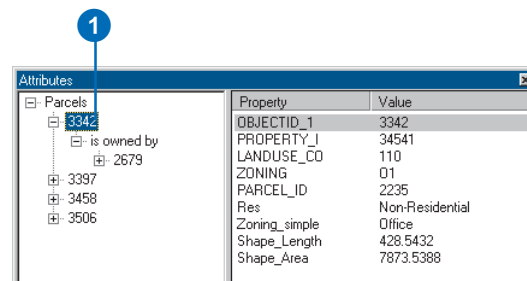 1
Attributes
Parcels
3342
is owned by
2679
3397
3458
3506
Property Value
OBJECTID_1 3342
PROPERTY_I 34541
LANDUSE_CO 110
ZONING O1
PARCEL_ID 2235
Res Non-Residential
Zoning_simple Office
Shape_Length 428.5432
Shape_Area 7873.5388